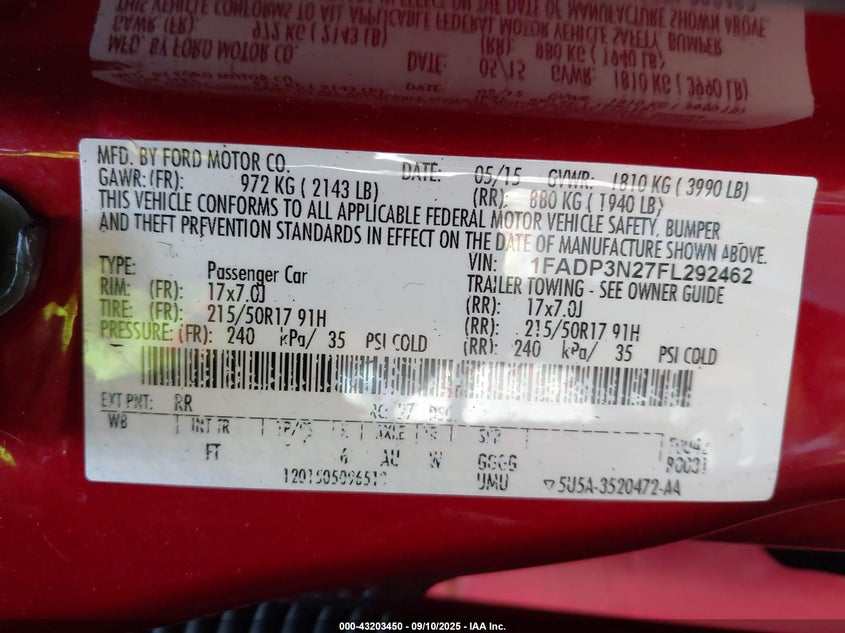 MFD. BY FORD MOTOR CO. DATE: 05/15 GVWR: 1810 KG ( 3990 LB)
GAWR: (FR): 972 KG ( 2143 LB) (RR): 880 KG ( 1940 LB)
THIS VEHICLE CONFORMS TO ALL APPLICABLE FEDERAL MOTOR VEHICLE SAFETY, BUMPER
AND THEFT PREVENTION STANDARDS IN EFFECT ON THE DATE OF MANUFACTURE SHOWN ABOVE.
VIN: 1FADP3N27FL292462
TYPE: Passenger Car TRAILER TOWING - SEE OWNER GUIDE
RIM: (FR): 17x7.0J (RR): 17x7.0J
TIRE: (FR): 215/50R17 91H (RR): 215/50R17 91H
PRESSURE: (FR): 240 kPa/ 35 PSI COLD (RR): 240 kPa/ 35 PSI COLD
EXT PNT: RR
WB INT TR AXLE
FT 6 AU W GGGG
UMU 5U5A-3520472-AA
000-43203450 - 09/10/2025 - IAA Inc.